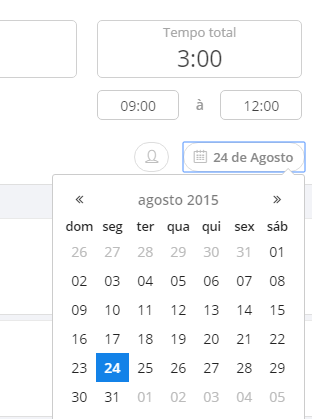 Tempo total
3:00
09:00 à 12:00
24 de Agosto
« agosto 2015 »
dom seg ter qua qui sex sáb
26 27 28 29 30 31 01
02 03 04 05 06 07 08
09 10 11 12 13 14 15
16 17 18 19 20 21 22
23 24 25 26 27 28 29
30 31 01 02 03 04 05